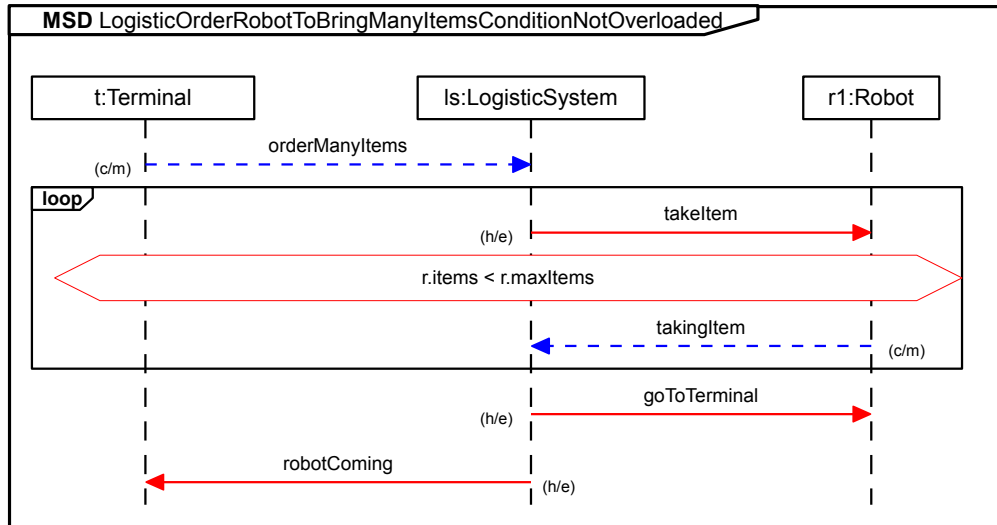 MSD LogisticOrderRobotToBringManyItemsConditionNotOverloaded
t:Terminal ls:LogisticSystem r1:Robot
orderManyItems
(c/m)
loop
takeItem
(h/e)
r.items < r.maxItems
takingItem
(c/m)
goToTerminal
(h/e)
robotComing
(h/e)